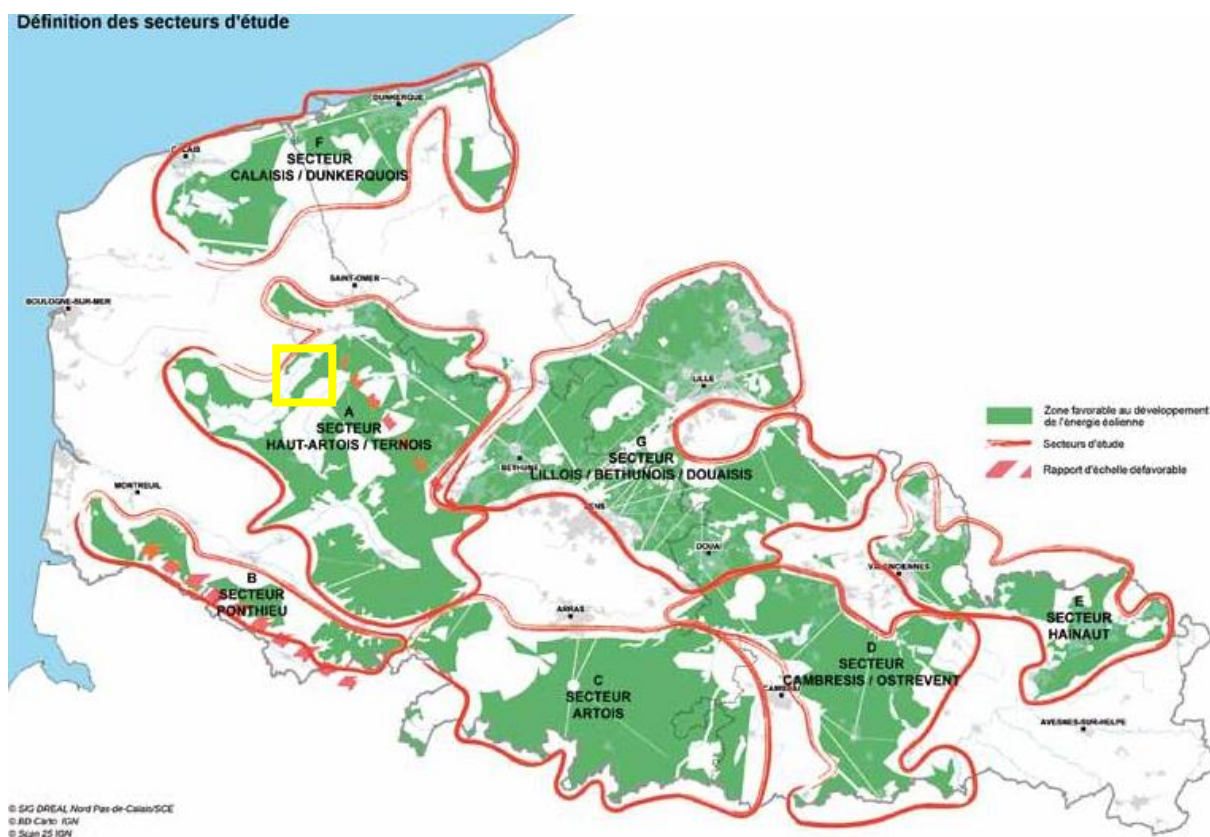 Définition des secteurs d'étude
DUNKERQUE
CALAIS
F
SECTEUR
CALAISIS / DUNKERQUOIS
SAINT-OMER
BOULOGNE-SUR-MER
LILLE
A
SECTEUR
HAUT-ARTOIS / TERNOIS
G
SECTEUR
LILLOIS / BETHUNOIS / DOUAISIS
BETHUNE
MONTREUIL
LENS
DOUAI
Zone favorable au développement
de l'énergie éolienne
Secteurs d'étude
Rapport d'échelle défavorable
B
SECTEUR
PONTHIEU
VALENCIENNES
ARRAS
E
SECTEUR
HAINAUT
D
SECTEUR
CAMBRESIS / OSTREVENT
C
SECTEUR
ARTOIS
CAMBRAI
AVESNES-SUR-HELPE
© SIG DREAL Nord Pas-de-Calais/SCE
© BD Carto IGN
© Scan 25 IGN